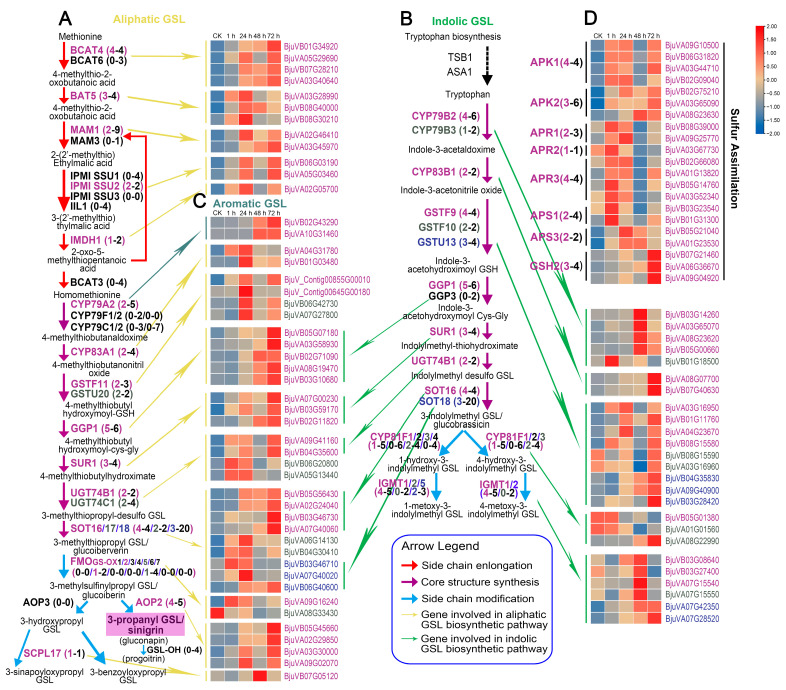 A Aliphatic GSL
Methionine
BCAT4 (4-4)
BCAT6 (0-3)
4-methylthio-2-
oxobutanoic acid
BAT5 (3-4)
4-methylthio-2-
oxobutanoic acid
MAM1 (2-9)
MAM3 (0-1)
2-(2'-methylthio)
Ethylmalic acid
IPMI SSU1 (0-4)
IPMI SSU2 (2-2)
IPMI SSU3 (0-0)
IIL1 (0-4)
3-(2'-methylthio)
thylmalic acid
IMDH1 (1-2)
2-oxo-5-
methylthiopentanoic
acid
BCAT3 (0-4)
Homomethionine
CYP79A2 (2-5)
CYP79F1/2 (0-2/0-0)
CYP79C1/2 (0-3/0-7)
4-methylthiobutanaldoxime
CYP83A1 (2-4)
4-methylthiobutanonitril
oxide
GSTF11 (2-3)
GSTU20 (2-2)
4-methylthiobutyl
hydroxymoyl-GSH
GGP1 (5-6)
4-methylthiobutyl
hydroxymoyl-cys-gly
SUR1 (3-4)
4-methylthiobutylhydroximate
UGT74B1 (2-2)
UGT74C1 (2-4)
3-methylthiopropyl-desulfo GSL
SOT16/17/18 (4-4/2-2/3-20)
3-methylthiopropyl GSL/
glucoiberverin
FMOGS-OX1/2/3/4/5/6/7
(0-0/1-2/0-0/0-0/1-4/0-0/0-0)
3-methylsulfinylpropyl GSL/
glucoiberin
AOP3 (0-0)
AOP2 (4-5)
3-hydroxypropyl
GSL
3-propanyl GSL/
sinigrin
(gluconapin)
GSL-OH (0-4)
(progoitrin)
SCPL17 (1-1)
3-sinapoyloxypropyl
GSL
3-benzoyloxypropyl GSL
CK 1 h 24 h 48 h 72 h
BjuVB01G34920
BjuVA05G29690
BjuVB07G28210
BjuVA03G40640
BjuVA03G28990
BjuVB08G40000
BjuVB08G30210
BjuVA02G46410
BjuVA03G45970
BjuVB06G03190
BjuVA05G03460
BjuVA02G05700
C Aromatic GSL
CK 1 h 24 h 48 h 72 h
BjuVB02G43290
BjuVA10G31460
BjuVA04G31780
BjuVB01G03480
BjuV_Contig00855G00010
BjuV_Contig00645G00180
BjuVB06G42730
BjuVA07G27800
BjuVB05G07180
BjuVA03G58930
BjuVB02G71090
BjuVA08G19470
BjuVB03G10680
BjuVA07G00230
BjuVB03G59170
BjuVB02G11820
BjuVA09G41160
BjuVB04G35600
BjuVB06G20800
BjuVA05G13440
BjuVB05G56430
BjuVA02G24040
BjuVB03G46730
BjuVA07G40060
BjuVA06G14130
BjuVB04G30410
BjuVB03G46710
BjuVA07G40020
BjuVB06G40600
BjuVA09G16240
BjuVA08G33430
BjuVB05G45660
BjuVA02G29850
BjuVA03G30000
BjuVA09G02070
BjuVB07G05120
B Indolic GSL
Tryptophan biosynthesis
TSB1
ASA1
Tryptophan
CYP79B2 (4-6)
CYP79B3 (1-2)
Indole-3-acetaldoxime
CYP83B1 (2-2)
Indole-3-acetonitrile oxide
GSTF9 (4-4)
GSTF10 (2-2)
GSTU13 (3-4)
Indole-3-
acetohydroximoyl GSH
GGP1 (5-6)
GGP3 (0-2)
Indole-3-
acetohydroxymoyl Cys-Gly
SUR1 (3-4)
Indolylmethyl-thiohydroximate
UGT74B1 (2-2)
Indolylmethyl desulfo GSL
SOT16 (4-4)
SOT18 (3-20)
3-indolylmethyl GSL/
glucobrassicin
CYP81F1/2/3/4
(1-5/0-6/2-4/0-4)
CYP81F1/2/3
(1-5/0-6/2-4)
1-hydroxy-3-
indolylmethyl GSL
4-hydroxy-3-
indolylmethyl GSL
IGMT1/2/5
(4-5/0-2/2-3)
IGMT1/2
(4-5/0-2)
1-metoxy-3-
indolylmethyl GSL
4-metoxy-3-
indolylmethyl GSL
Arrow Legend
Side chain elongation
Core structure synthesis
Side chain modification
Gene involved in aliphatic
GSL biosynthetic pathway
Gene involved in indolic
GSL biosynthetic pathway
D
CK 1 h 24 h 48 h 72 h
APK1(4-4)
APK2(3-6)
APR1(2-3)
APR2(1-1)
APR3(4-4)
APS1(2-4)
APS3(2-2)
GSH2(3-4)
BjuVA09G10500
BjuVB06G31820
BjuVA03G44710
BjuVB02G09040
BjuVB02G75210
BjuVA03G65090
BjuVA08G23630
BjuVB08G39000
BjuVA09G25770
BjuVA03G67730
BjuVB02G66080
BjuVA01G13820
BjuVB05G14760
BjuVA03G52340
BjuVB03G23540
BjuVB01G31300
BjuVB05G21040
BjuVA01G23530
BjuVB07G21460
BjuVA06G36670
BjuVA09G04920
Sulfur Assimilation
2.00
1.50
1.00
0.50
0.00
-0.50
-1.00
-1.50
-2.00
BjuVB03G14260
BjuVA03G65070
BjuVA08G23620
BjuVB05G00660
BjuVB01G18500
BjuVA08G07700
BjuVB07G40630
BjuVA03G16950
BjuVB01G11760
BjuVA04G23670
BjuVB08G15580
BjuVB08G15590
BjuVA03G16960
BjuVB04G35830
BjuVA09G40900
BjuVB03G28420
BjuVB05G01380
BjuVA07G01560
BjuVA08G22990
BjuVB03G08640
BjuVB03G27400
BjuVA07G15540
BjuVA07G15550
BjuVA07G42350
BjuVA07G28520